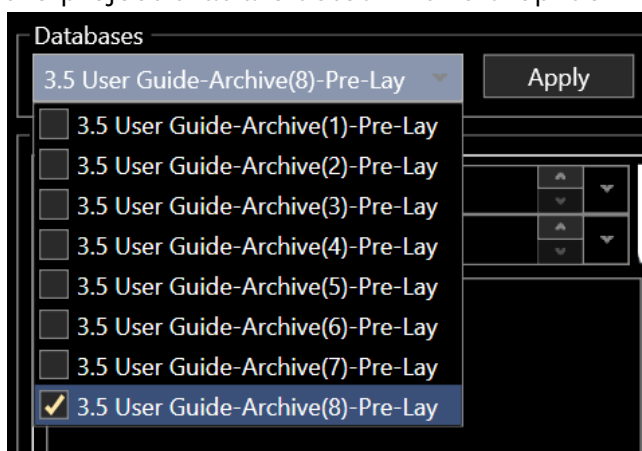 Databases
3.5 User Guide-Archive(8)-Pre-Lay
Apply
3.5 User Guide-Archive(1)-Pre-Lay
3.5 User Guide-Archive(2)-Pre-Lay
3.5 User Guide-Archive(3)-Pre-Lay
3.5 User Guide-Archive(4)-Pre-Lay
3.5 User Guide-Archive(5)-Pre-Lay
3.5 User Guide-Archive(6)-Pre-Lay
3.5 User Guide-Archive(7)-Pre-Lay
3.5 User Guide-Archive(8)-Pre-Lay